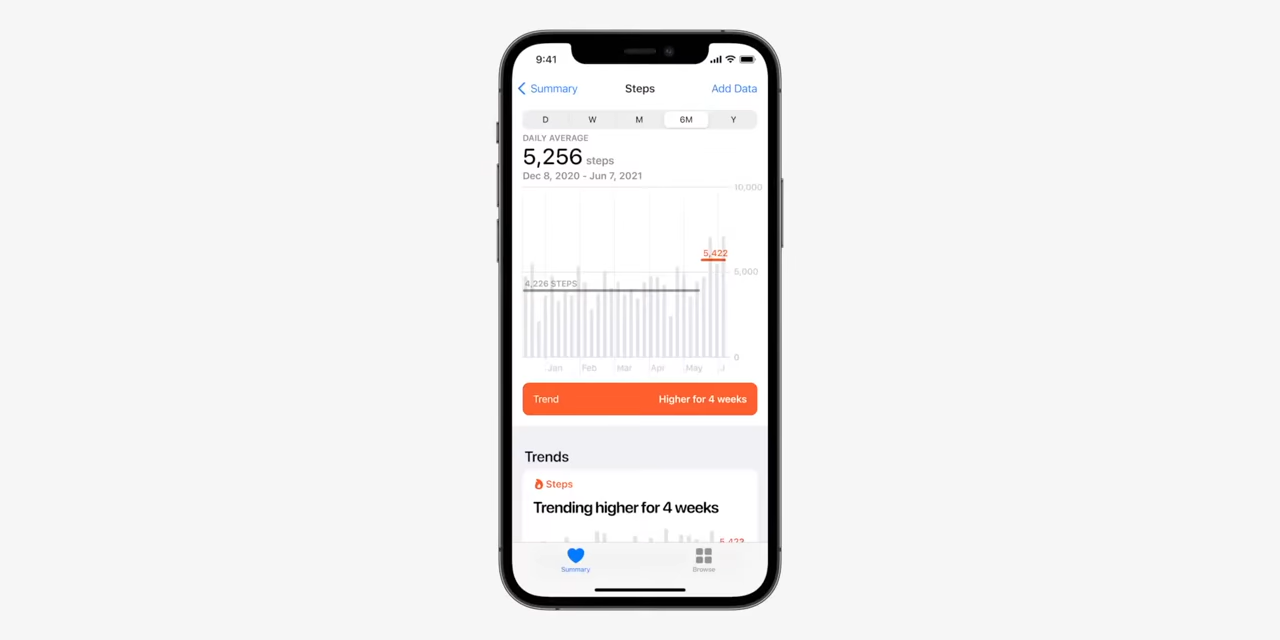 9:41
Summary
Steps
Add Data
D W M 6M Y
DAILY AVERAGE
5,256 steps
Dec 8, 2020 - Jun 7, 2021
10,000
5,422
5,000
4,226 STEPS
0
Jan Feb Mar Apr May J
Trend Higher for 4 weeks
Trends
Steps
Trending higher for 4 weeks
5,422
Summary
Browse